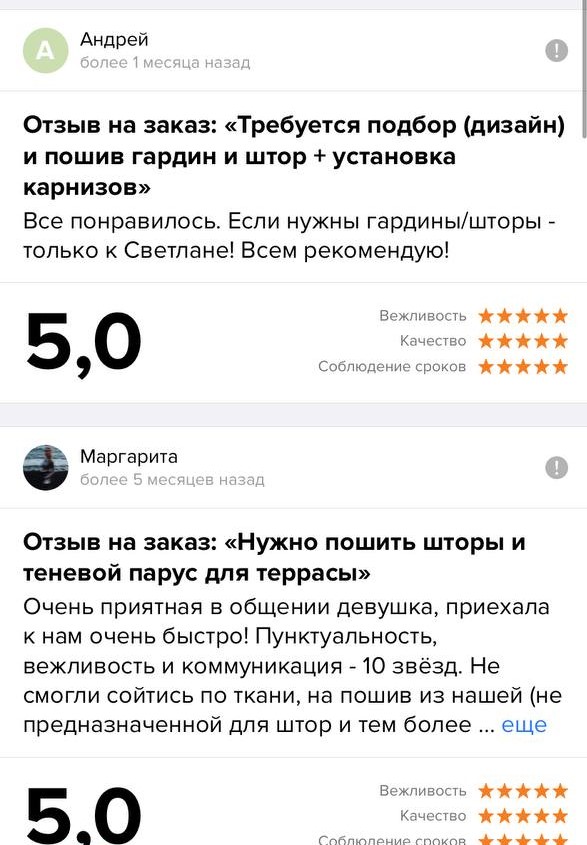 А
Андрей
более 1 месяца назад
Отзыв на заказ: «Требуется подбор (дизайн)
и пошив гардин и штор + установка
карнизов»
Все понравилось. Если нужны гардины/шторы -
только к Светлане! Всем рекомендую!
5,0
Вежливость
Качество
Соблюдение сроков
Маргарита
более 5 месяцев назад
Отзыв на заказ: «Нужно пошить шторы и
теневой парус для террасы»
Очень приятная в общении девушка, приехала
к нам очень быстро! Пунктуальность,
вежливость и коммуникация - 10 звёзд. Не
смогли сойтись по ткани, на пошив из нашей (не
предназначенной для штор и тем более ... еще
5,0
Вежливость
Качество
Соблюдение сроков